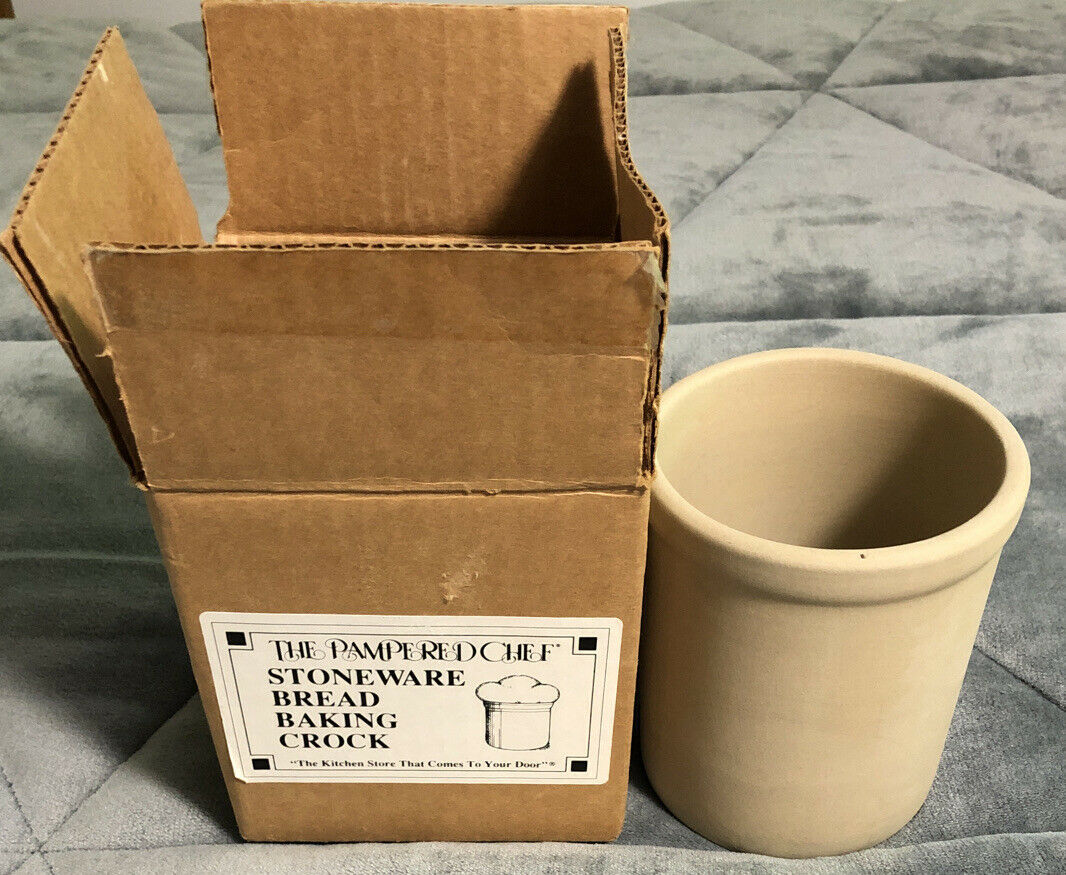 THE PAMPERED CHEF®
STONEWARE
BREAD
BAKING
CROCK
"The Kitchen Store That Comes To Your Door"®